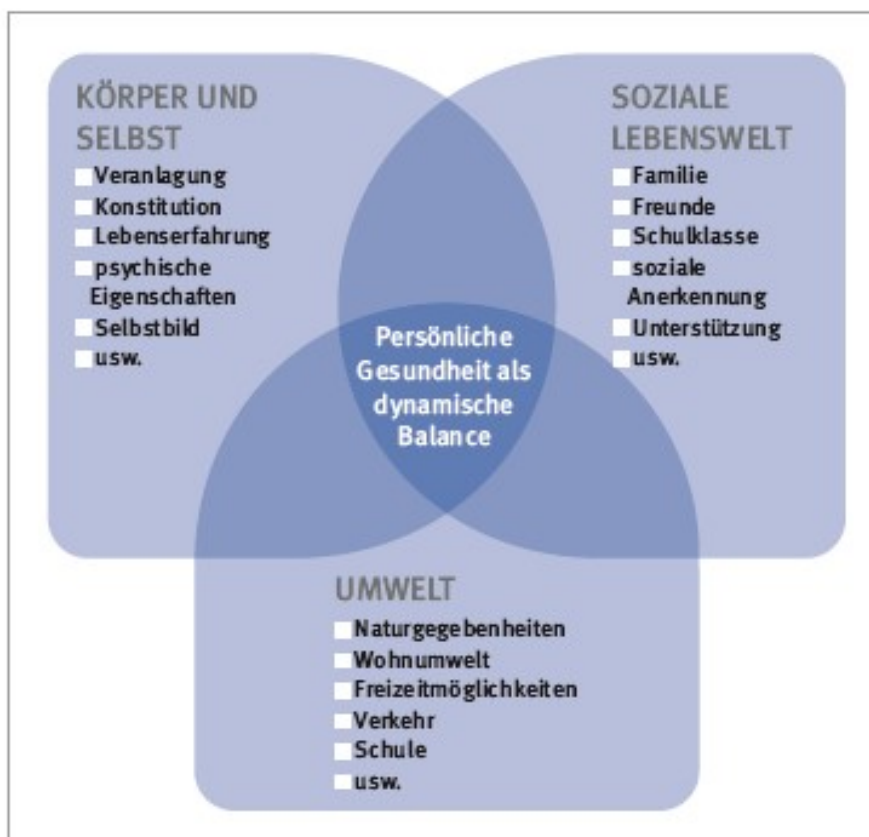 KÖRPER UND
SELBST
Veranlagung
Konstitution
Lebenserfahrung
psychische
Eigenschaften
Selbstbild
usw.
SOZIALE
LEBENSWELT
Familie
Freunde
Schulklasse
soziale
Anerkennung
Unterstützung
usw.
Persönliche
Gesundheit als
dynamische
Balance
UMWELT
Naturgegebenheiten
Wohnumwelt
Freizeitmöglichkeiten
Verkehr
Schule
usw.